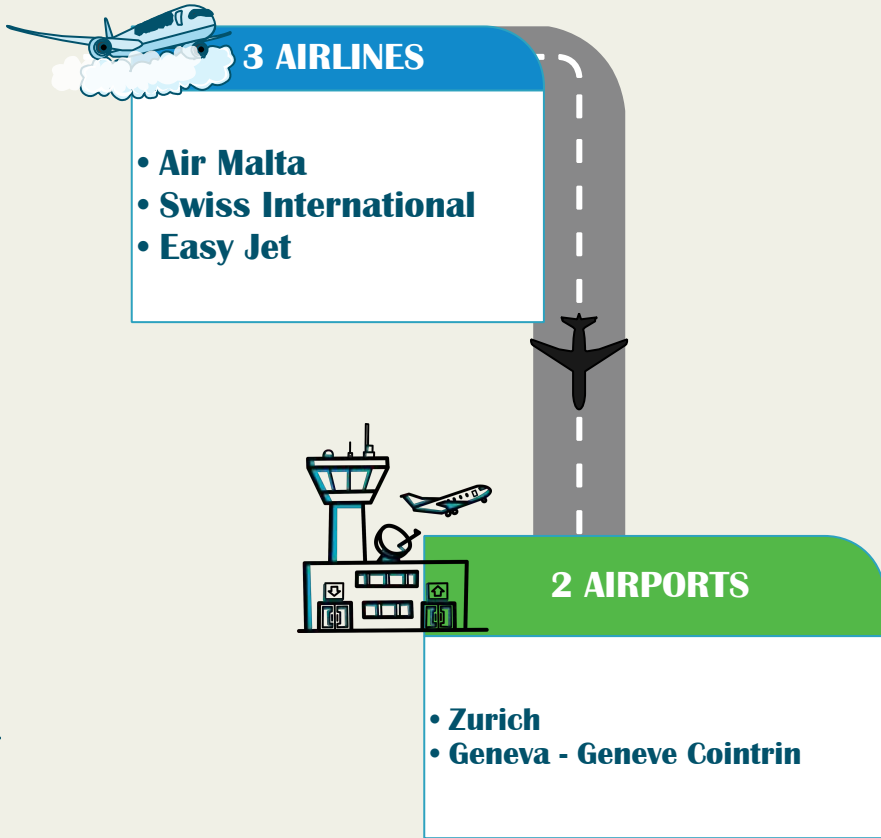 3 AIRLINES
• Air Malta
• Swiss International
• Easy Jet
2 AIRPORTS
• Zurich
• Geneva - Geneve Cointrin